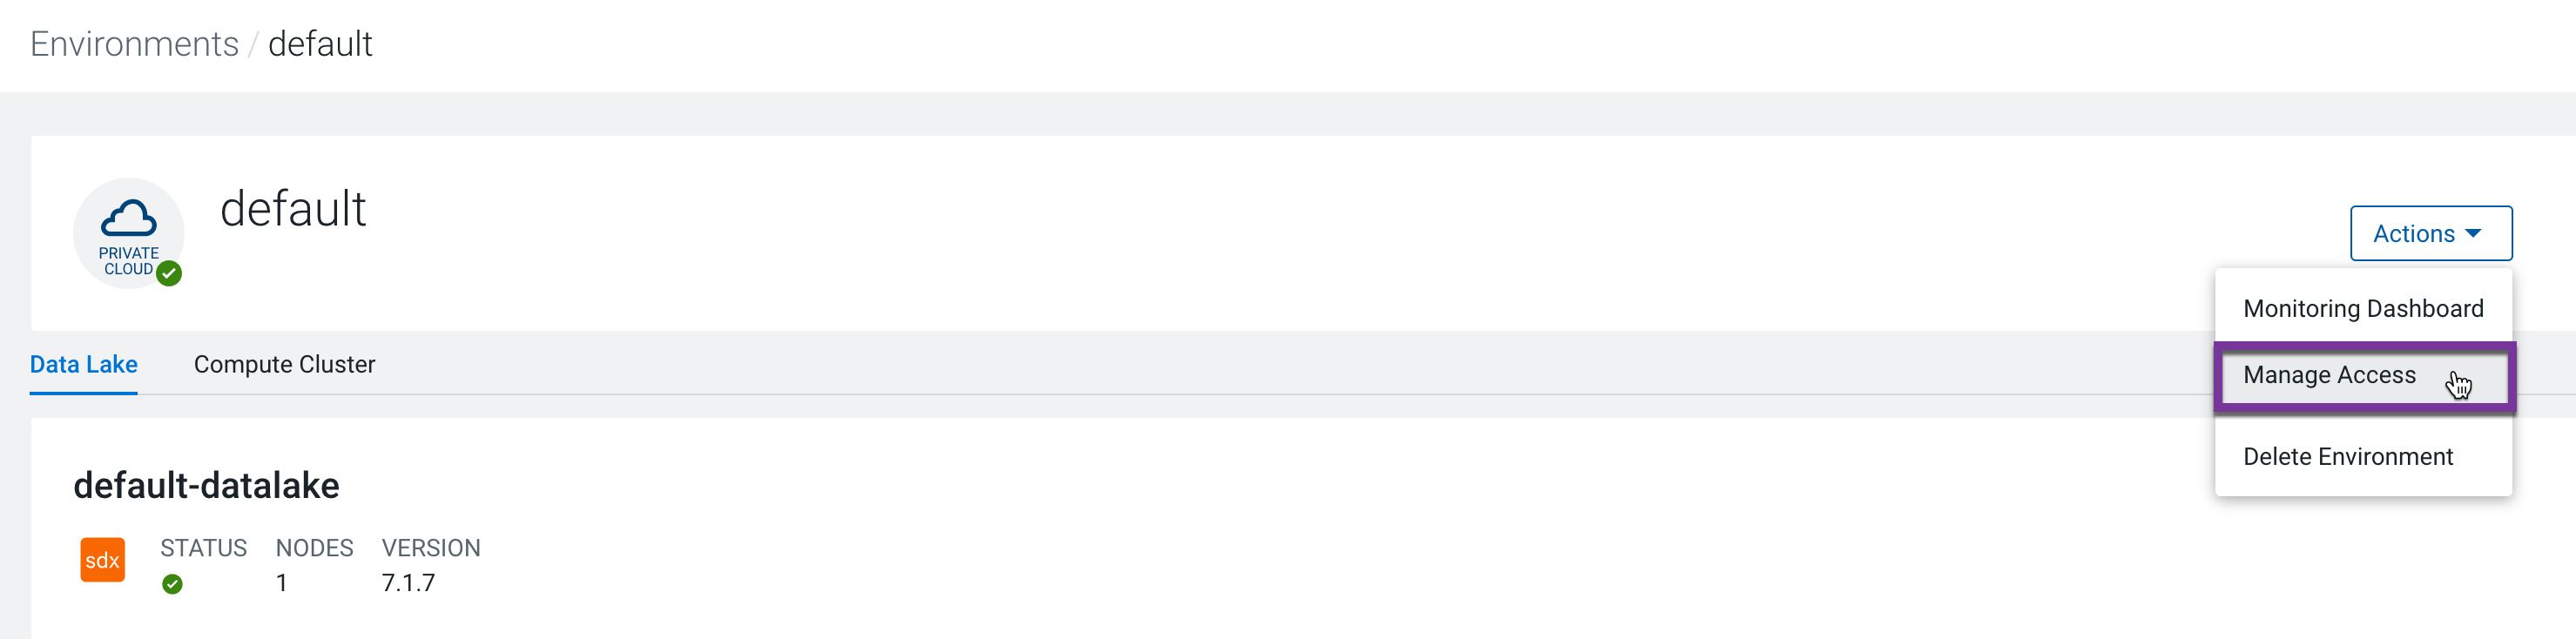 Environments / default
default
PRIVATE
CLOUD
Actions
Monitoring Dashboard
Manage Access
Delete Environment
Data Lake
Compute Cluster
default-datalake
sdx
STATUS NODES VERSION
1 7.1.7